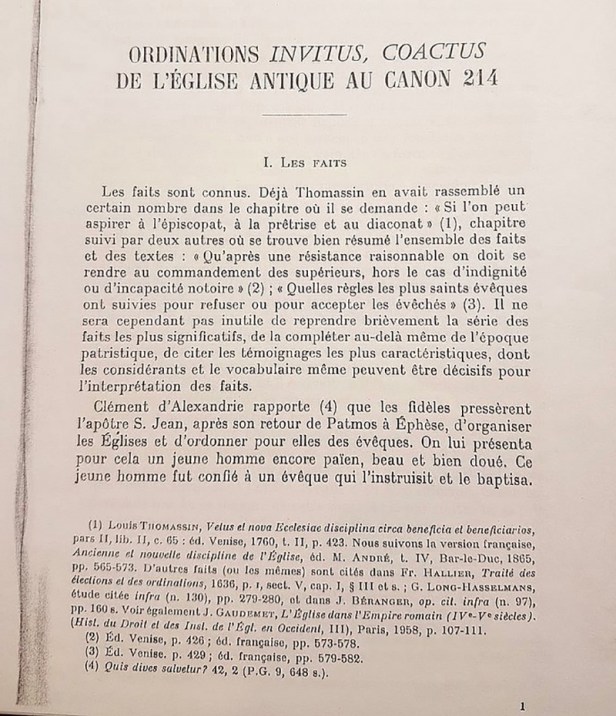 ORDINATIONS INVITUS, COACTUS
DE L'ÉGLISE ANTIQUE AU CANON 214
I. LES FAITS
Les faits sont connus. Déjà Thomassin en avait rassemblé un
certain nombre dans le chapitre où il se demande : « Si l'on peut
aspirer à l'épiscopat, à la prêtrise et au diaconat » (1), chapitre
suivi par deux autres où se trouve bien résumé l'ensemble des faits
et des textes : « Qu'après une résistance raisonnable on doit se
rendre au commandement des supérieurs, hors le cas d'indignité
ou d'incapacité notoire » (2) ; « Quelles règles les plus saints évêques
ont suivies pour refuser ou pour accepter les évêchés » (3). Il ne
sera cependant pas inutile de reprendre brièvement la série des
faits les plus significatifs, de la compléter au-delà même de l'époque
patristique, de citer les témoignages les plus caractéristiques, dont
les considérants et le vocabulaire même peuvent être décisifs pour
l'interprétation des faits.
Clément d'Alexandrie rapporte (4) que les fidèles pressèrent
l'apôtre S. Jean, après son retour de Patmos à Éphèse, d'organiser
les Églises et d'ordonner pour elles des évêques. On lui présenta
pour cela un jeune homme encore païen, beau et bien doué. Ce
jeune homme fut confié à un évêque qui l'instruisit et le baptisa.
(1) Louis THOMASSIN, Vetus et nova Ecclesiae disciplina circa beneficia et beneficiarios,
pars II, lib. II, c. 65 : éd. Venise, 1760, t. II, p. 423. Nous suivons la version française,
Ancienne et nouvelle discipline de l'Église, éd. M. ANDRÉ, t. IV, Bar-le-Duc, 1865,
pp. 565-573. D'autres faits (ou les mêmes) sont cités dans Fr. HALLIER, Traité des
élections et des ordinations, 1636, p. I, sect. V, cap. I, § III et s. ; G. LONG-HASSELMANS,
étude citée infra (n. 130), pp. 279-280, et dans J. BÉRANGER, op. cit. infra (n. 97),
pp. 160 s. Voir également J. GAUDEMET, L'Église dans l'Empire romain (IVe-Ve siècles).
(Hist. du Droit et des Inst. de l'Égl. en Occident, III), Paris, 1958, p. 107-111.
(2) Éd. Venise, p. 426 ; éd. française, pp. 573-578.
(3) Éd. Venise. p. 429 ; éd. française, pp. 579-582.
(4) Quis dives salvetur? 42, 2 (P.G. 9, 648 s.).
1